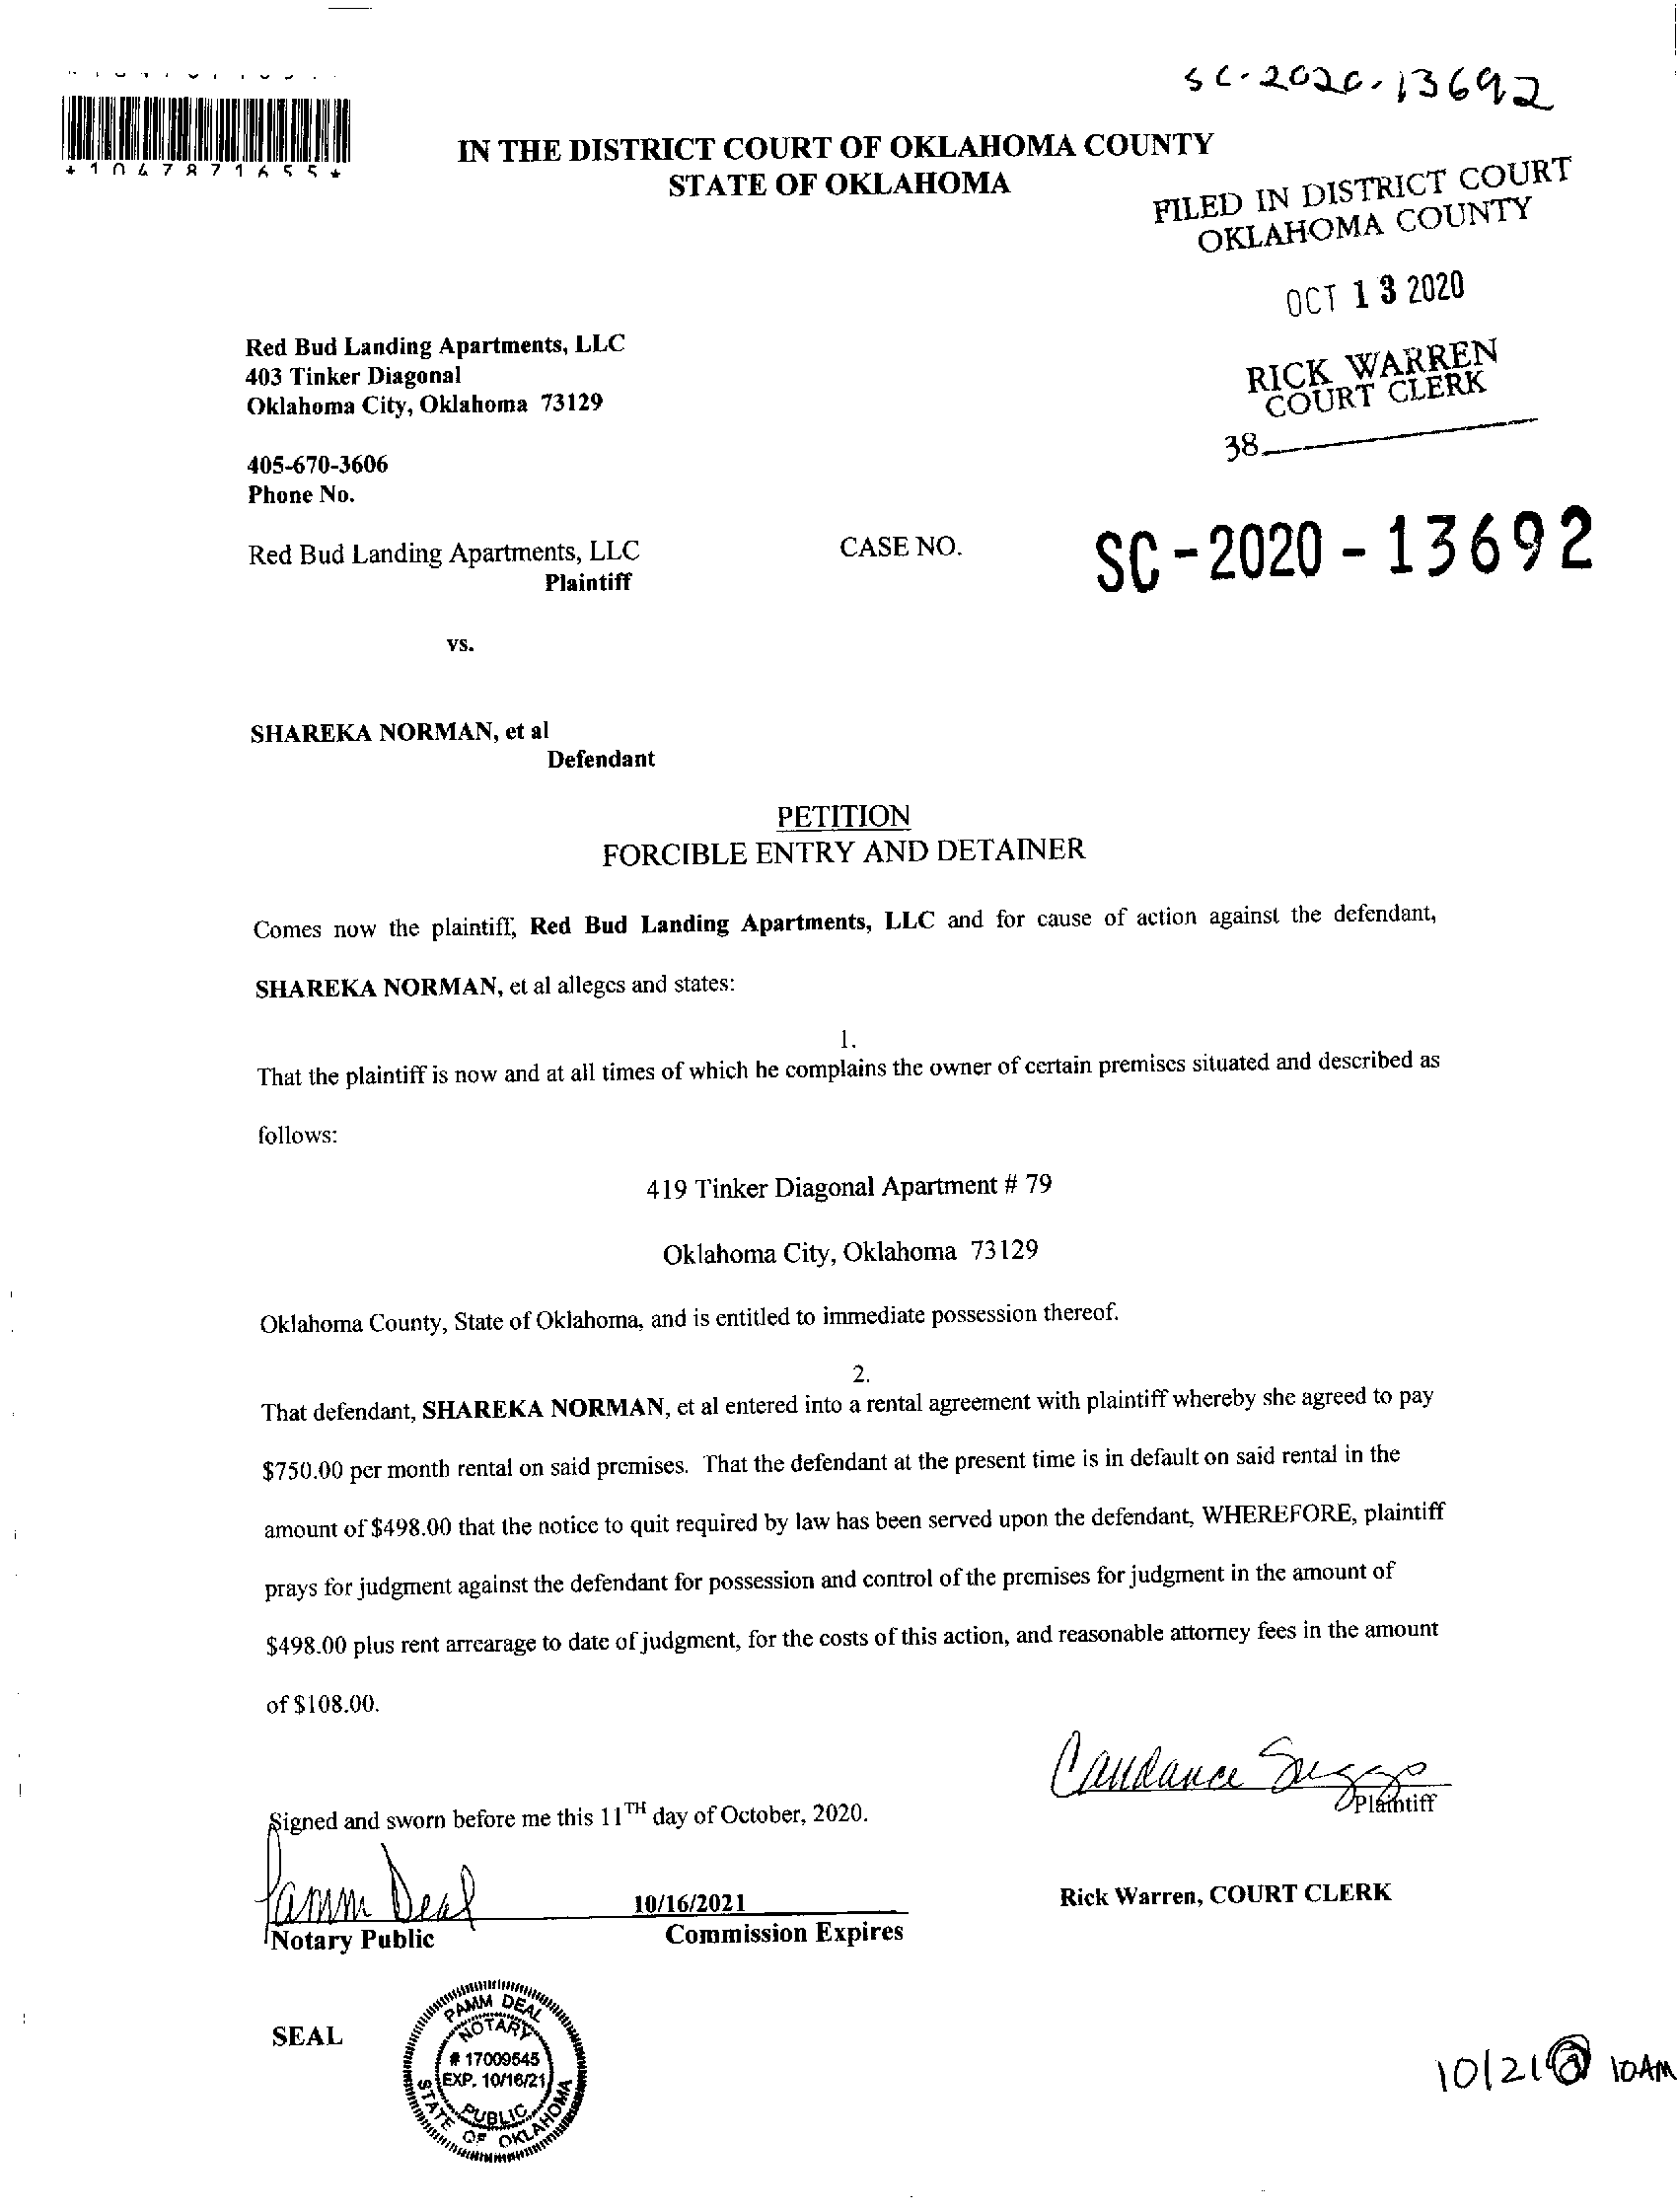 SC-2020-13692
*1047871655*
IN THE DISTRICT COURT OF OKLAHOMA COUNTY
STATE OF OKLAHOMA
FILED IN DISTRICT COURT
OKLAHOMA COUNTY
OCT 13 2020
RICK WARREN
COURT CLERK
38
Red Bud Landing Apartments, LLC
403 Tinker Diagonal
Oklahoma City, Oklahoma 73129
405-670-3606
Phone No.
Red Bud Landing Apartments, LLC
Plaintiff
CASE NO.
SC-2020-13692
vs.
SHAREKA NORMAN, et al
Defendant
PETITION
FORCIBLE ENTRY AND DETAINER
Comes now the plaintiff, Red Bud Landing Apartments, LLC and for cause of action against the defendant,
SHAREKA NORMAN, et al alleges and states:
1.
That the plaintiff is now and at all times of which he complains the owner of certain premises situated and described as
follows:
419 Tinker Diagonal Apartment # 79
Oklahoma City, Oklahoma 73129
Oklahoma County, State of Oklahoma, and is entitled to immediate possession thereof.
2.
That defendant, SHAREKA NORMAN, et al entered into a rental agreement with plaintiff whereby she agreed to pay
$750.00 per month rental on said premises. That the defendant at the present time is in default on said rental in the
amount of $498.00 that the notice to quit required by law has been served upon the defendant, WHEREFORE, plaintiff
prays for judgment against the defendant for possession and control of the premises for judgment in the amount of
$498.00 plus rent arrearage to date of judgment, for the costs of this action, and reasonable attorney fees in the amount
of $108.00.
Candance Suggs
Plaintiff
Signed and sworn before me this 11TH day of October, 2020.
Pamm Deal
10/16/2021
Notary Public
Commission Expires
Rick Warren, COURT CLERK
SEAL
PAMM DEAL
NOTARY
# 17009545
EXP. 10/16/21
PUBLIC
STATE OF OKLAHOMA
10/21@ 10AM